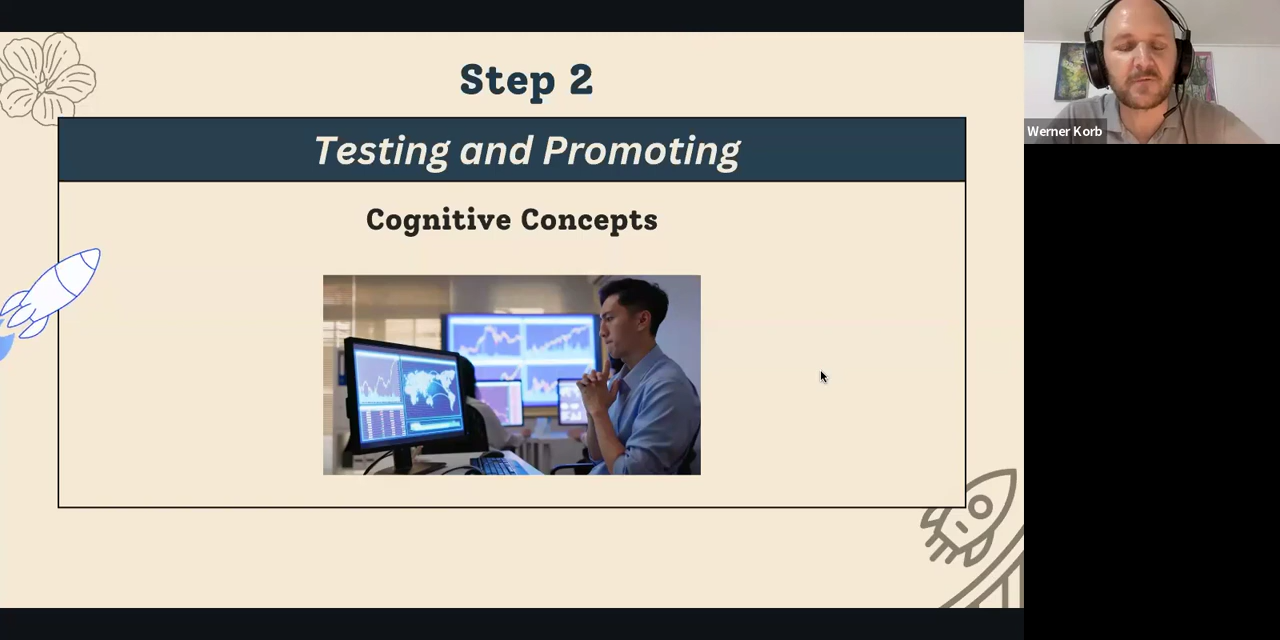 Step 2
Testing and Promoting
Cognitive Concepts
Werner Korb